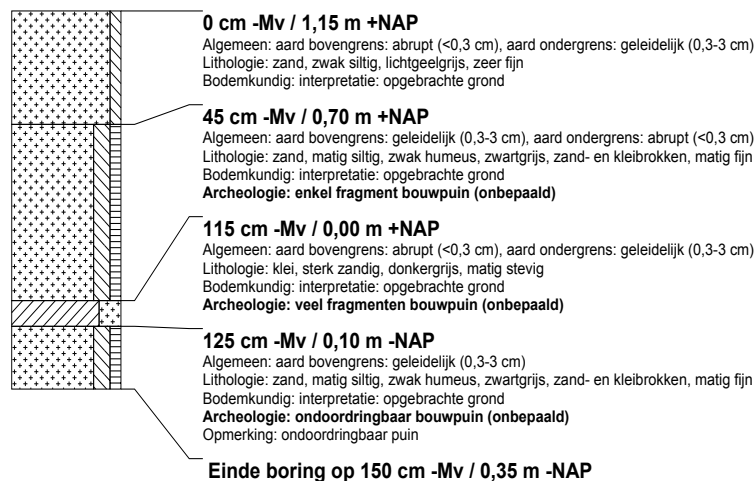 0 cm -Mv / 1,15 m +NAP
Algemeen: aard bovengrens: abrupt (<0,3 cm), aard ondergrens: geleidelijk (0,3-3 cm)
Lithologie: zand, zwak siltig, lichtgeelgrijs, zeer fijn
Bodemkundig: interpretatie: opgebrachte grond
45 cm -Mv / 0,70 m +NAP
Algemeen: aard bovengrens: geleidelijk (0,3-3 cm), aard ondergrens: abrupt (<0,3 cm)
Lithologie: zand, matig siltig, zwak humeus, zwartgrijs, zand- en kleibrokken, matig fijn
Bodemkundig: interpretatie: opgebrachte grond
Archeologie: enkel fragment bouwpuin (onbepaald)
115 cm -Mv / 0,00 m +NAP
Algemeen: aard bovengrens: abrupt (<0,3 cm), aard ondergrens: geleidelijk (0,3-3 cm)
Lithologie: klei, sterk zandig, donkergrijs, matig stevig
Bodemkundig: interpretatie: opgebrachte grond
Archeologie: veel fragmenten bouwpuin (onbepaald)
125 cm -Mv / 0,10 m -NAP
Algemeen: aard bovengrens: geleidelijk (0,3-3 cm)
Lithologie: zand, matig siltig, zwak humeus, zwartgrijs, zand- en kleibrokken, matig fijn
Bodemkundig: interpretatie: opgebrachte grond
Archeologie: ondoordringbaar bouwpuin (onbepaald)
Opmerking: ondoordringbaar puin
Einde boring op 150 cm -Mv / 0,35 m -NAP